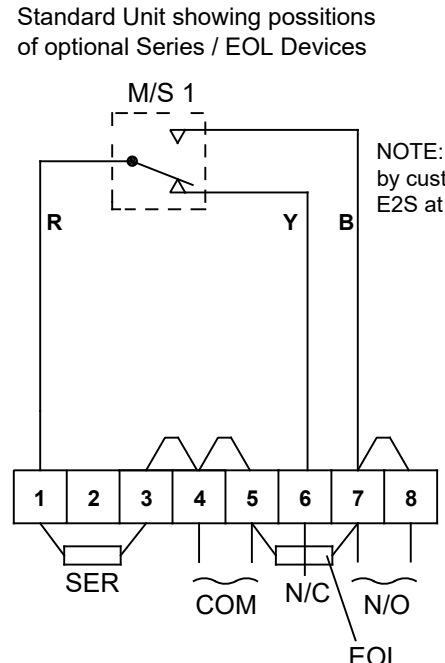 Standard Unit showing possitions
of optional Series / EOL Devices
M/S 1
NOTE:
by cust
E2S at
R
Y
B
1 2 3 4 5 6 7 8
SER
COM
N/C
N/O
EOL